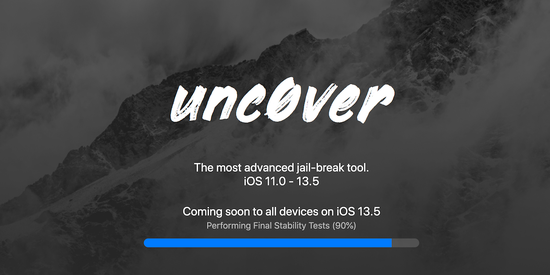 unc0ver
The most advanced jail-break tool.
iOS 11.0 - 13.5
Coming soon to all devices on iOS 13.5
Performing Final Stability Tests (90%)